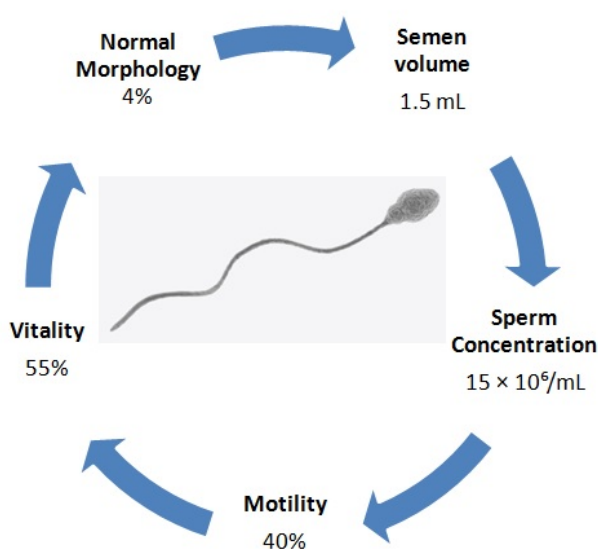 Normal
Morphology
4%
Semen
volume
1.5 mL
Sperm
Concentration
15 × 10⁶/mL
Motility
40%
Vitality
55%